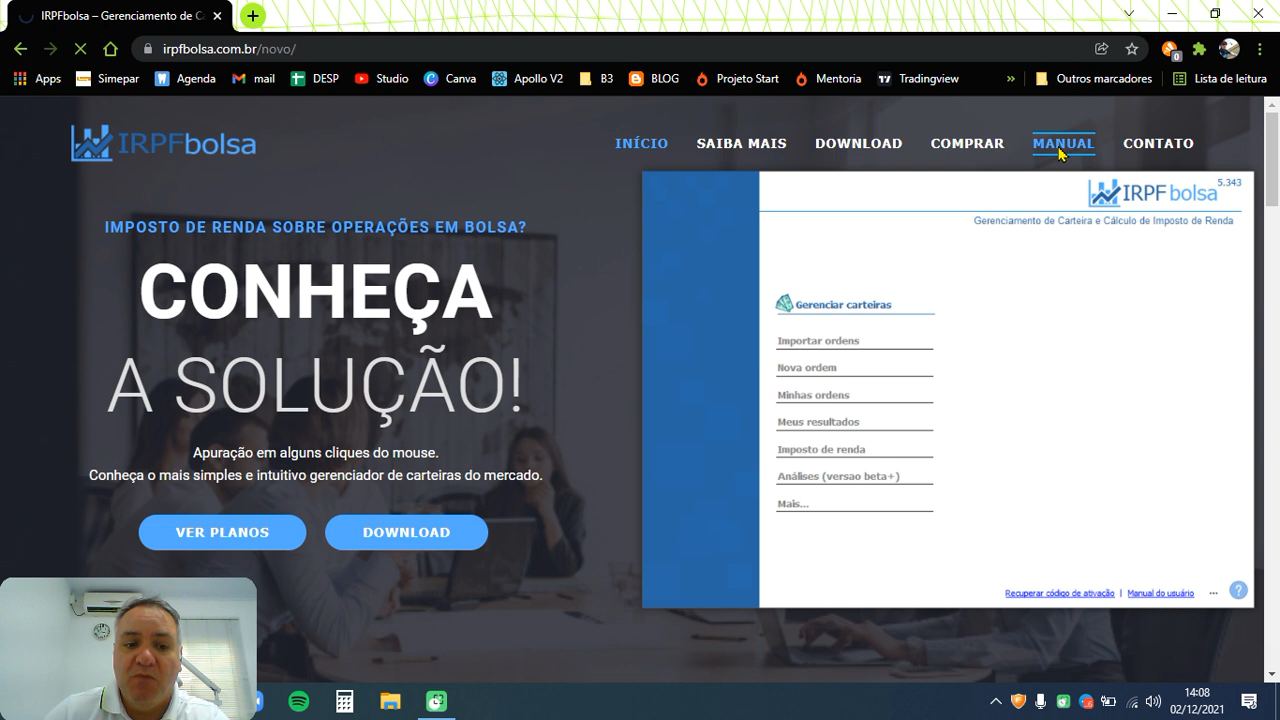 IRPFbolsa – Gerenciamento de C
irpfbolsa.com.br/novo/
0
Apps Simepar Agenda mail DESP Studio Canva Apollo V2 B3 BLOG Projeto Start Mentoria Tradingview » Outros marcadores Lista de leitura
IRPFbolsa
INÍCIO SAIBA MAIS DOWNLOAD COMPRAR MANUAL CONTATO
IMPOSTO DE RENDA SOBRE OPERAÇÕES EM BOLSA?
CONHEÇA
A SOLUÇÃO!
Apuração em alguns cliques do mouse.
Conheça o mais simples e intuitivo gerenciador de carteiras do mercado.
VER PLANOS DOWNLOAD
5.343
IRPF bolsa
Gerenciamento de Carteira e Cálculo de Imposto de Renda
Gerenciar carteiras
Importar ordens
Nova ordem
Minhas ordens
Meus resultados
Imposto de renda
Análises (versao beta+)
Mais...
Recuperar código de ativação | Manual do usuário ... ?
14:08
02/12/2021